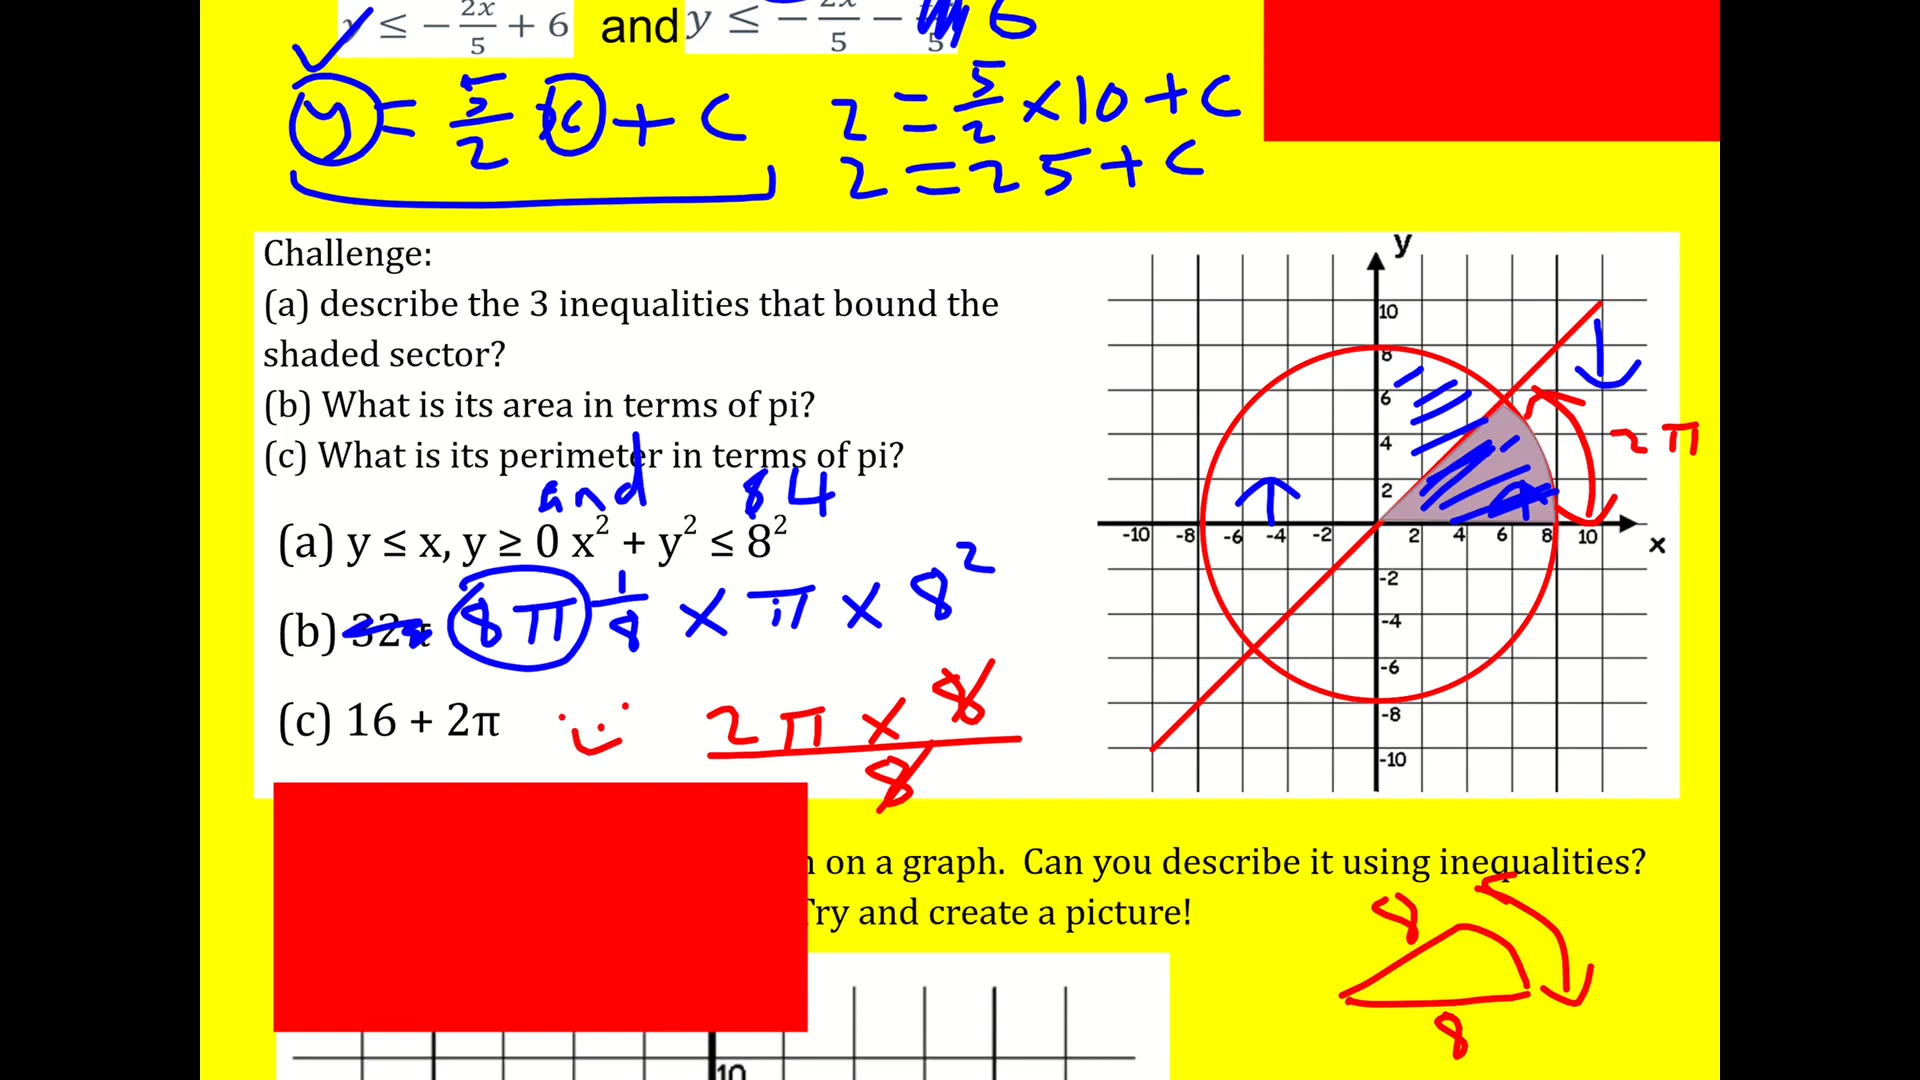 ≤ − 2x/5 + 6 and y ≤ − 2x/5 − 6
y = 5/2 x + c 2 = 5/2 × 10 + c
2 = 25 + c
Challenge:
(a) describe the 3 inequalities that bound the
shaded sector?
(b) What is its area in terms of pi?
(c) What is its perimeter in terms of pi?
and 84
(a) y ≤ x, y ≥ 0 x² + y² ≤ 8²
(b) 32π 8π 1/8 × π × 8²
(c) 16 + 2π 2π × 8
8
y
10
8
6
4
2
-10 -8 -6 -4 -2 2 4 6 8 10 x
-2
-4
-6
-8
-10
2π
on a graph. Can you describe it using inequalities?
Try and create a picture!
8
8
10